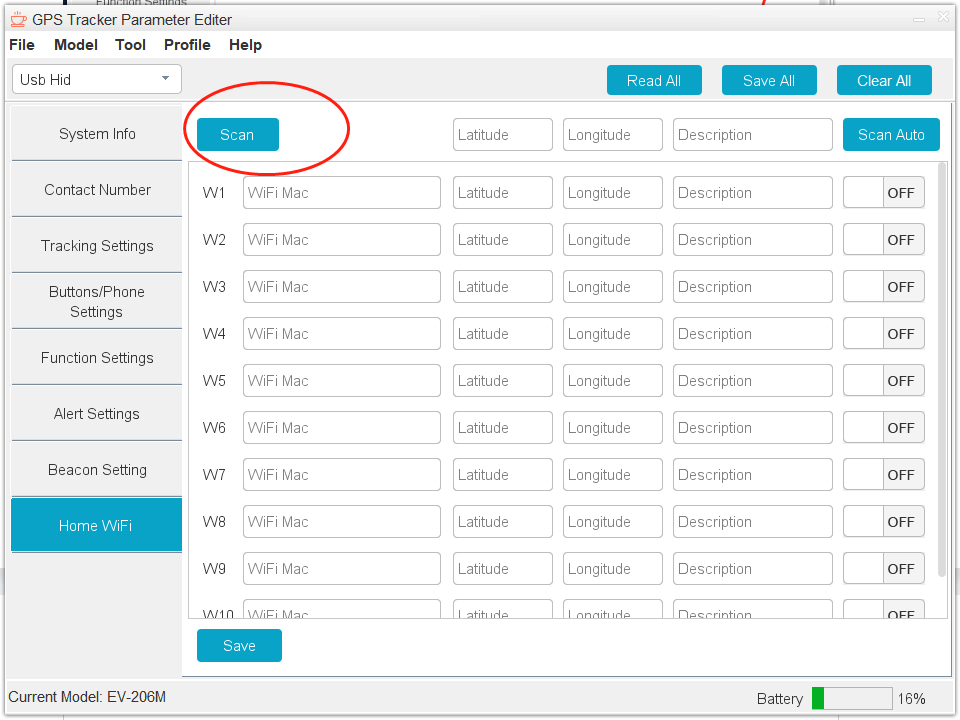 Function Settings
GPS Tracker Parameter Editer
File Model Tool Profile Help
Usb Hid Read All Save All Clear All
System Info
Contact Number
Tracking Settings
Buttons/Phone
Settings
Function Settings
Alert Settings
Beacon Setting
Home WiFi
Scan Latitude Longitude Description Scan Auto
W1 WiFi Mac Latitude Longitude Description OFF
W2 WiFi Mac Latitude Longitude Description OFF
W3 WiFi Mac Latitude Longitude Description OFF
W4 WiFi Mac Latitude Longitude Description OFF
W5 WiFi Mac Latitude Longitude Description OFF
W6 WiFi Mac Latitude Longitude Description OFF
W7 WiFi Mac Latitude Longitude Description OFF
W8 WiFi Mac Latitude Longitude Description OFF
W9 WiFi Mac Latitude Longitude Description OFF
W10 WiFi Mac Latitude Longitude Description OFF
Save
Current Model: EV-206M Battery 16%